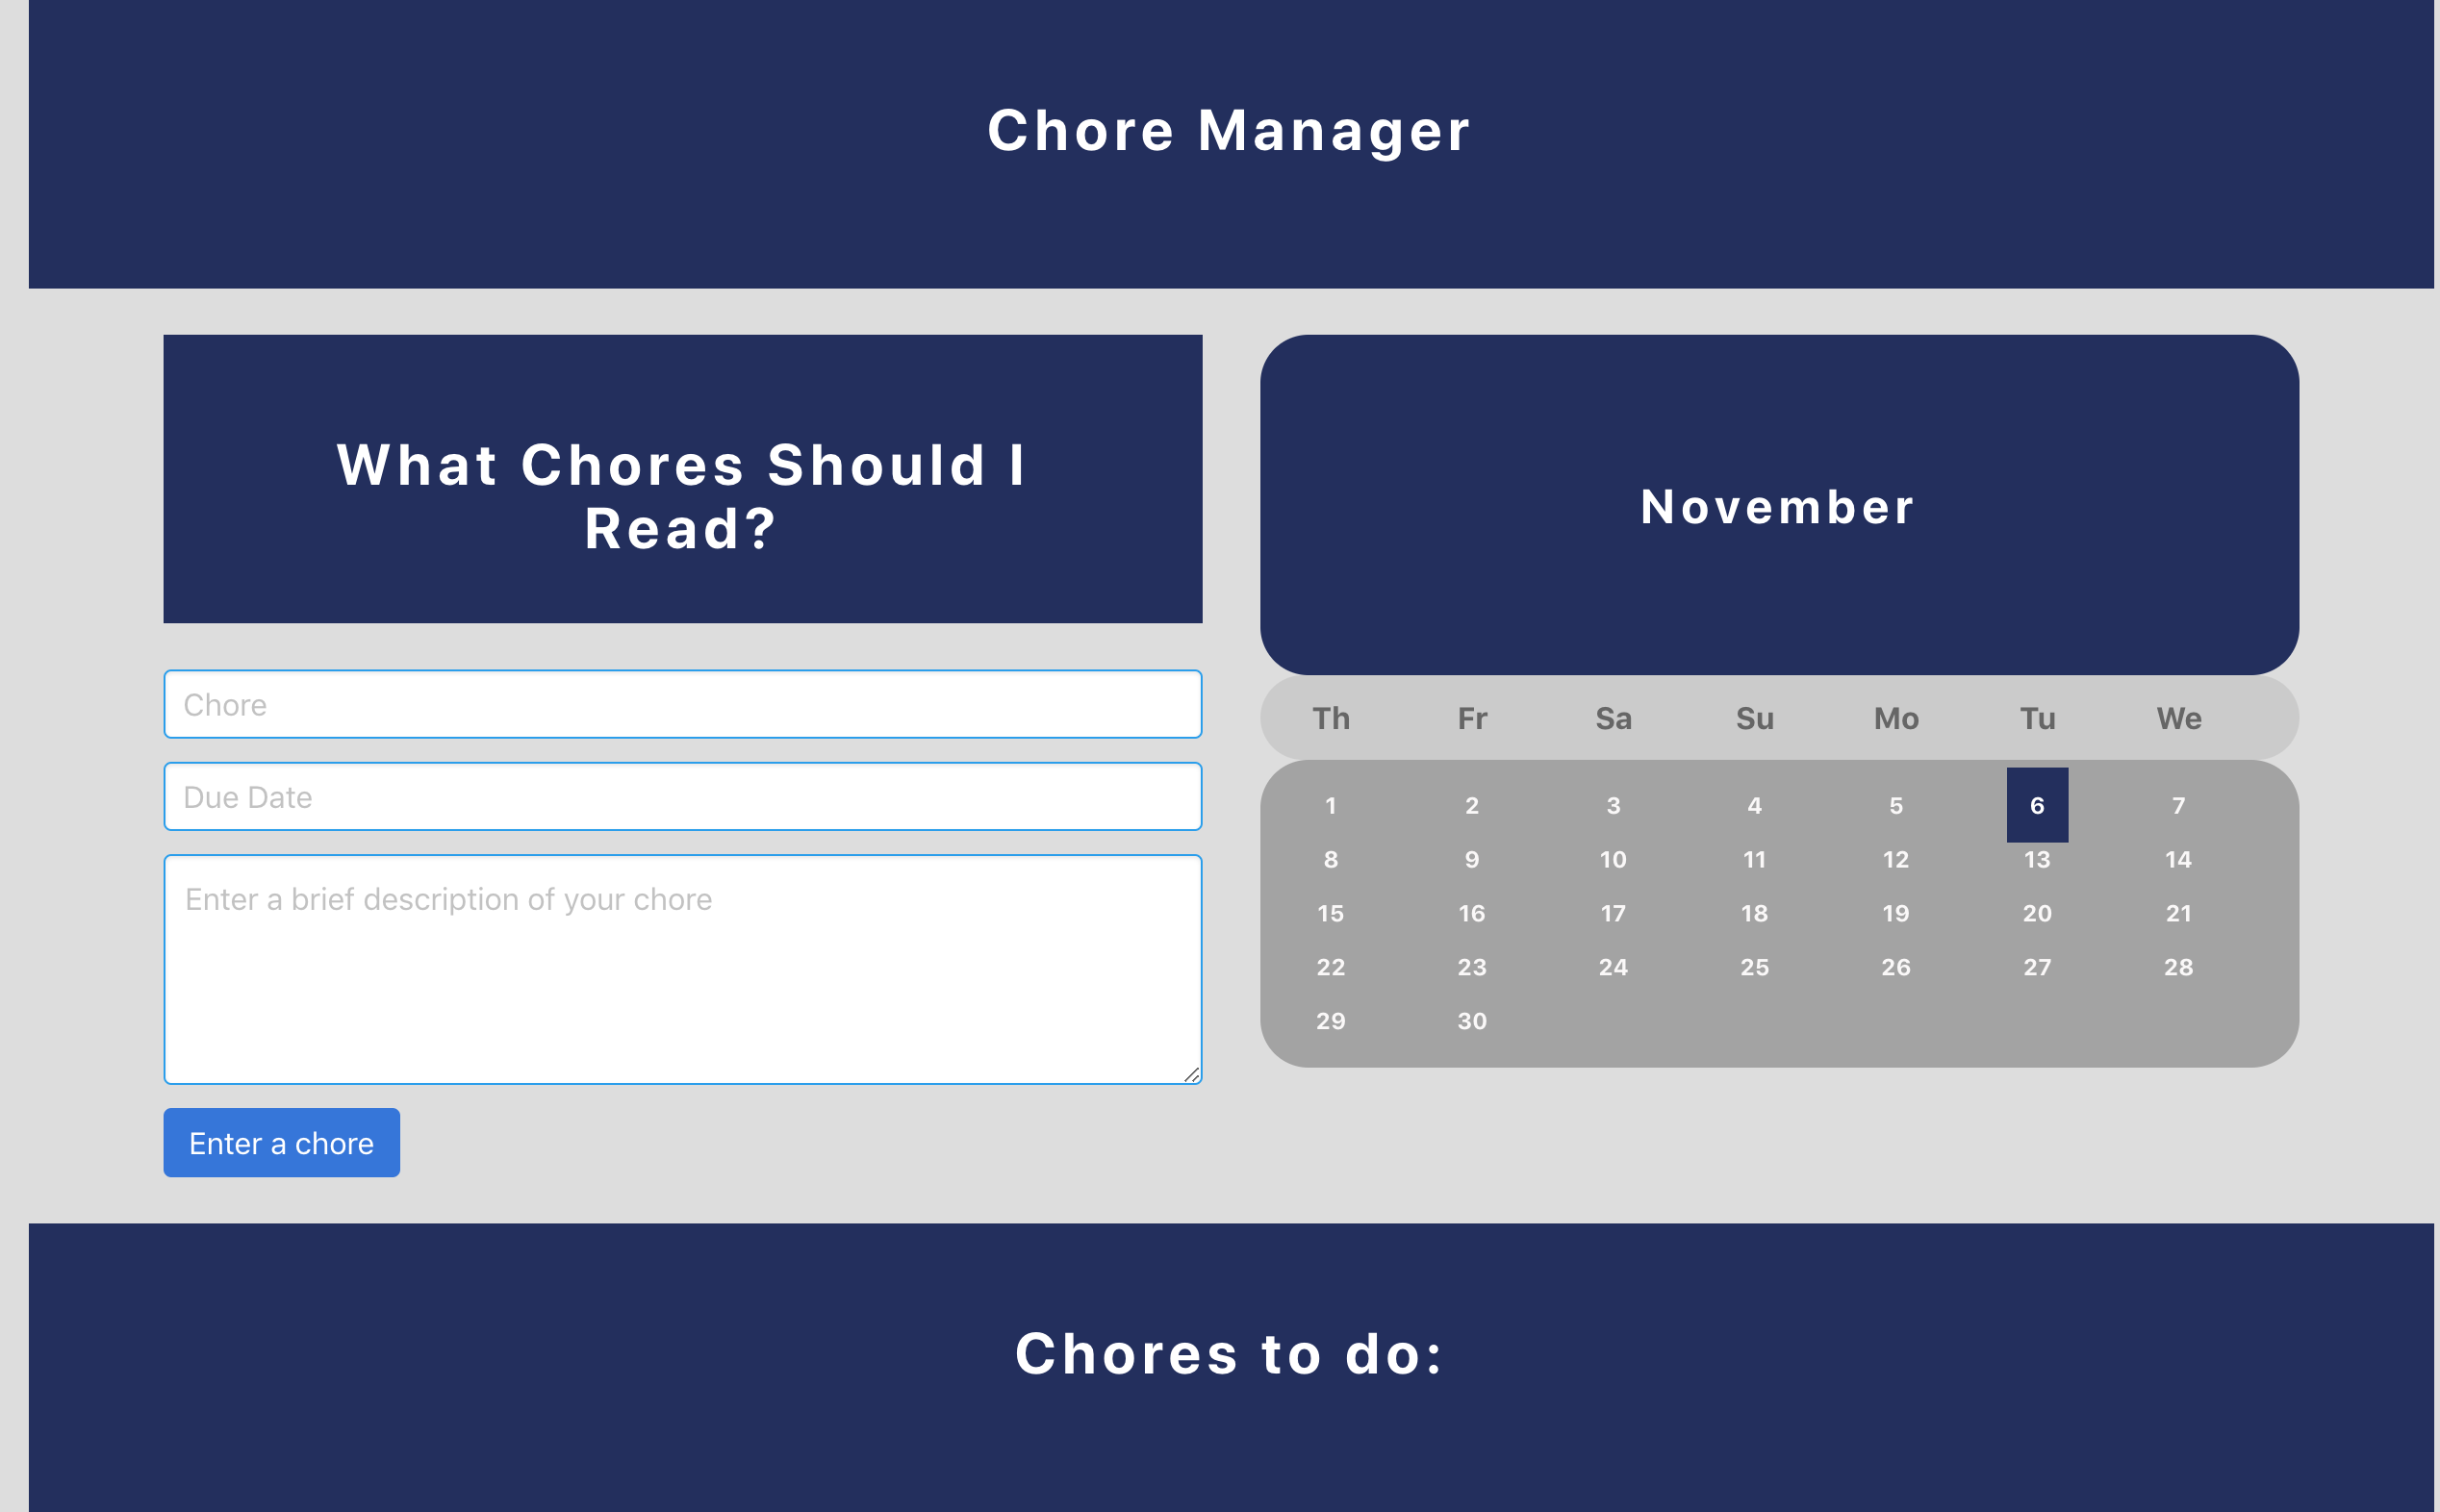 Chore Manager
What Chores Should I
Read?
Chore
Due Date
Enter a brief description of your chore
Enter a chore
November
Th Fr Sa Su Mo Tu We
1 2 3 4 5 6 7
8 9 10 11 12 13 14
15 16 17 18 19 20 21
22 23 24 25 26 27 28
29 30
Chores to do: